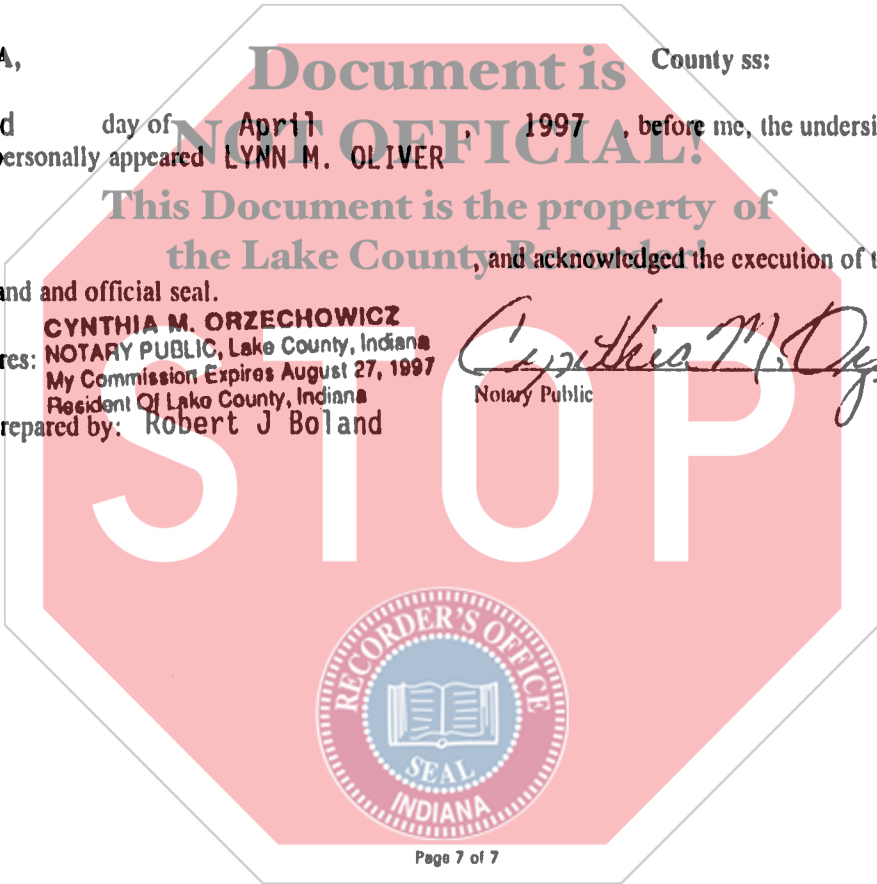 Document is
A, County ss:
d day of April , 1997 , before me, the undersi
NOT OFFICIAL!
ersonally appeared LYNN M. OLIVER
This Document is the property of
the Lake County Recorder!
, and acknowledged the execution of t
and and official seal.
CYNTHIA M. ORZECHOWICZ
res: NOTARY PUBLIC, Lake County, Indiana
My Commission Expires August 27, 1997
Resident Of Lake County, Indiana
Cynthia M. Orz
Notary Public
repared by: Robert J Boland
STOP
RECORDER'S OFFICE
SEAL
INDIANA
Page 7 of 7